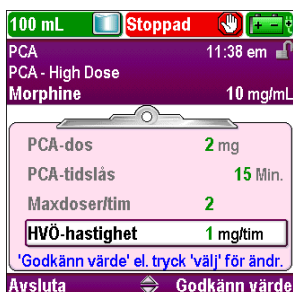 100 mL Stoppad
PCA 11:38 em
PCA - High Dose
Morphine 10 mg/mL
PCA-dos 2 mg
PCA-tidslås 15 Min.
Maxdoser/tim 2
HVÖ-hastighet 1 mg/tim
'Godkänn värde' el. tryck 'välj' för ändr.
Avsluta Godkänn värde